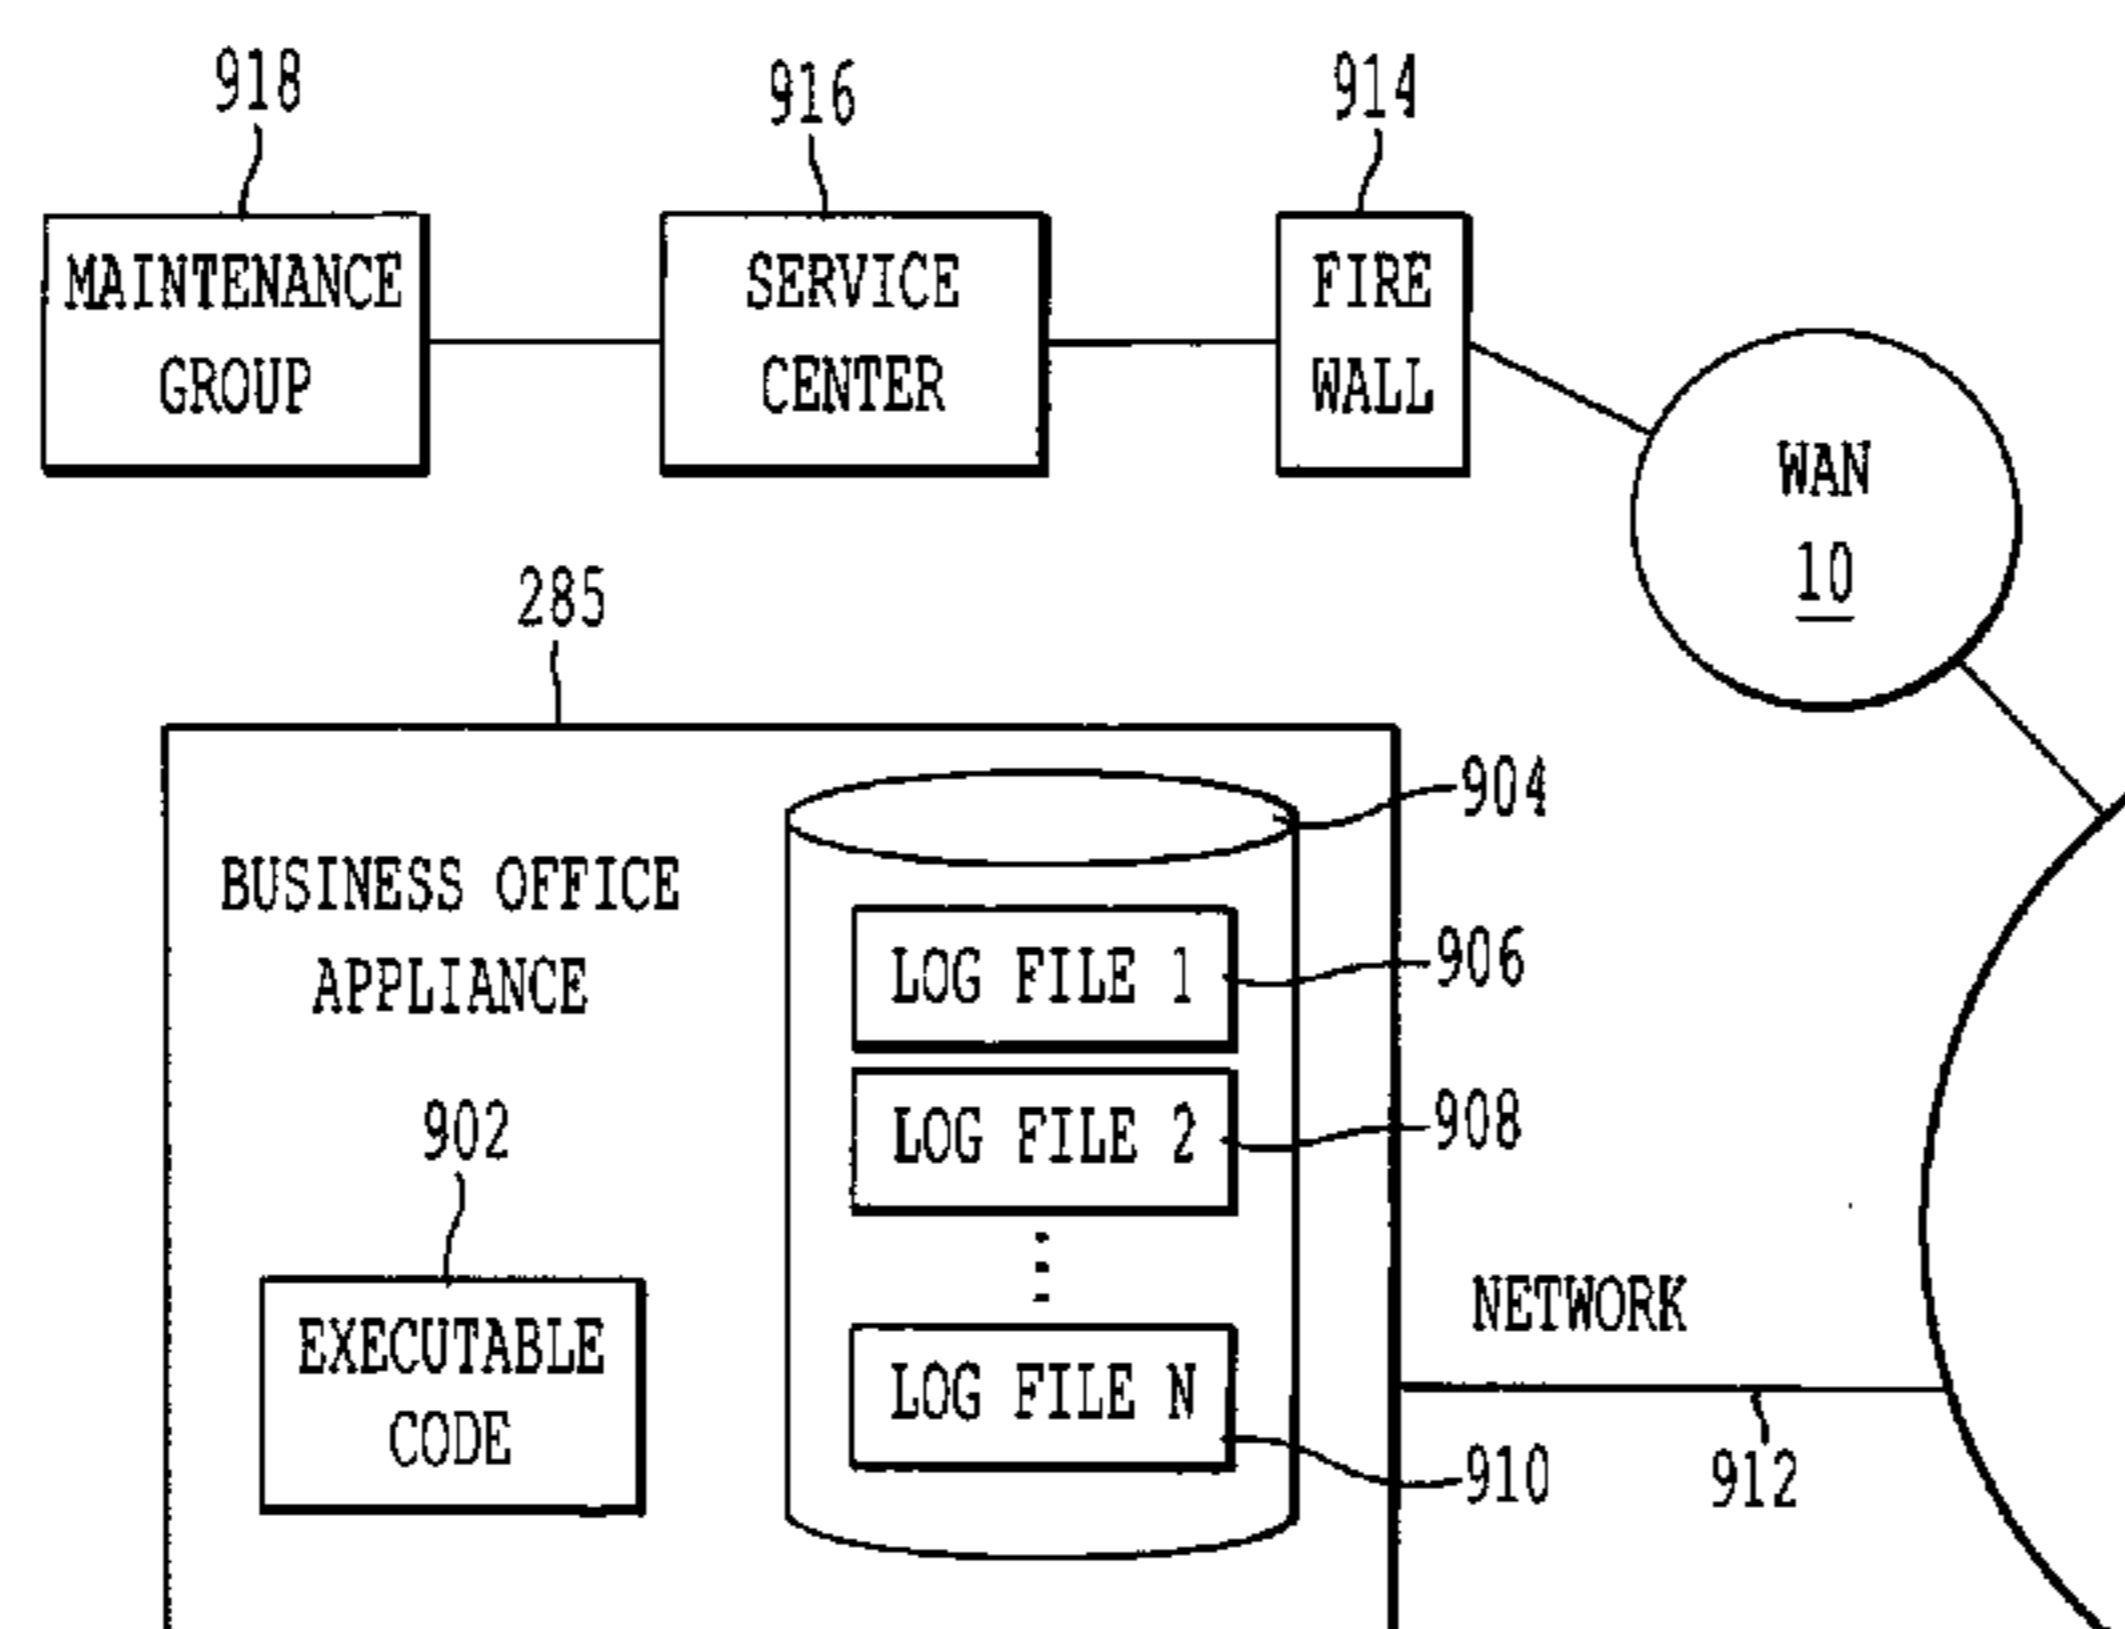 918
916
914
MAINTENANCE
GROUP
SERVICE
CENTER
FIRE
WALL
WAN
10
285
904
BUSINESS OFFICE
APPLIANCE
LOG FILE 1
906
LOG FILE 2
908
902
EXECUTABLE
CODE
LOG FILE N
910
NETWORK
912